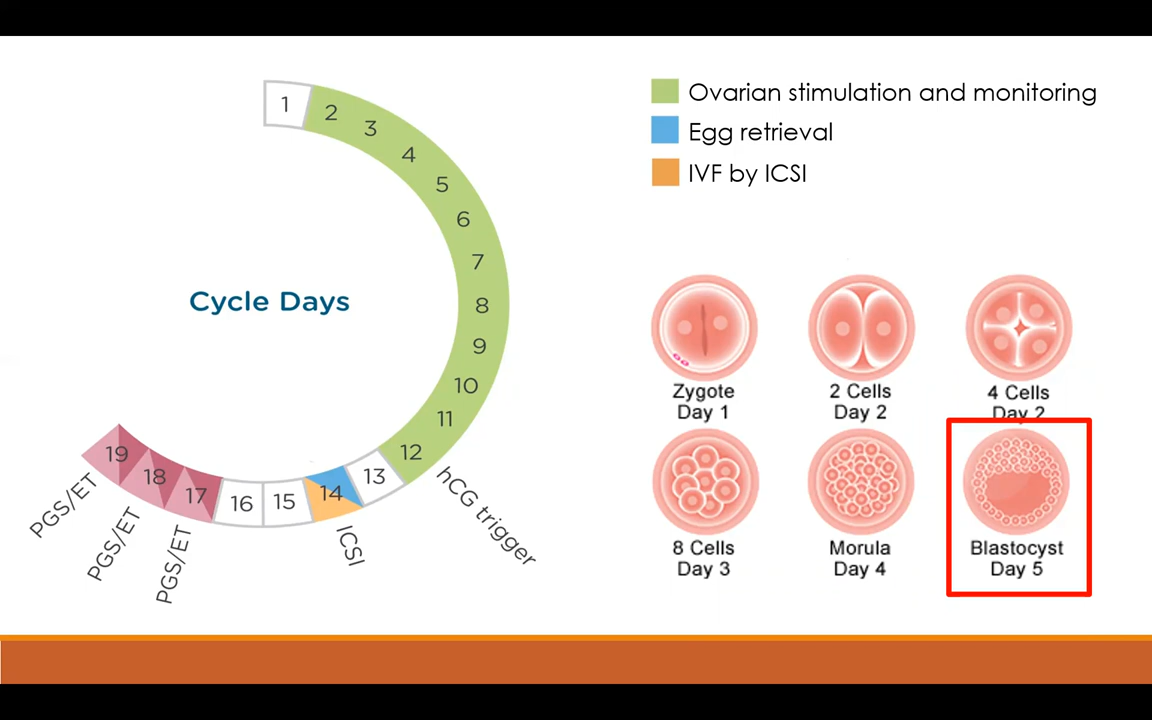 1
2
3
4
5
6
7
8
9
10
11
12
13
14
15
16
17
18
19
Cycle Days
hCG trigger
ICSI
PGS/ET
PGS/ET
PGS/ET
Ovarian stimulation and monitoring
Egg retrieval
IVF by ICSI
Zygote
Day 1
2 Cells
Day 2
4 Cells
Day 2
8 Cells
Day 3
Morula
Day 4
Blastocyst
Day 5